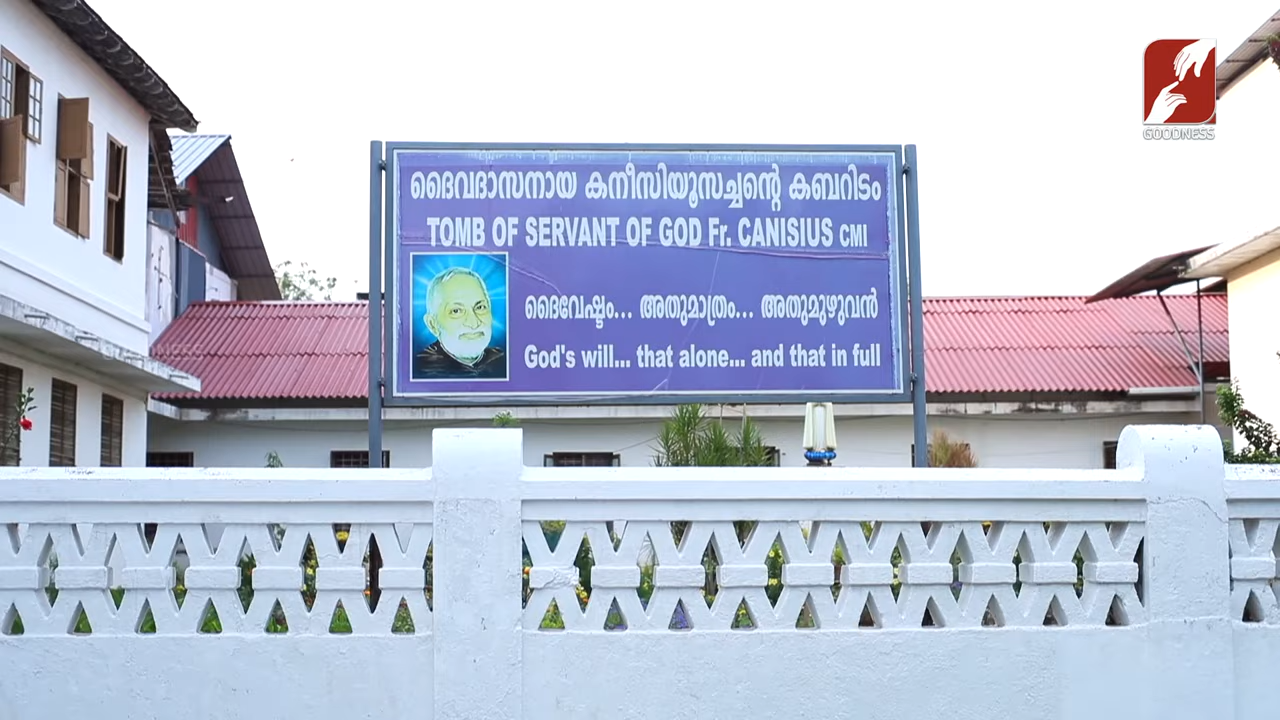 GOODNESS
ദൈവദാസനായ കനീസിയൂസച്ചന്റെ കബറിടം
TOMB OF SERVANT OF GOD Fr. CANISIUS CMI
ദൈവേഷ്ടം... അതുമാത്രം... അതുമുഴുവൻ
God's will... that alone... and that in full